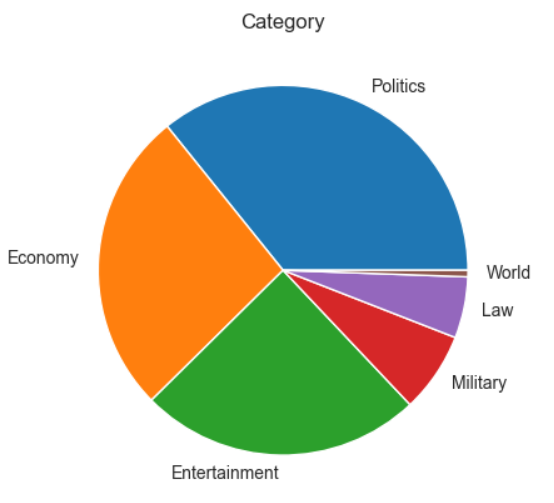 Category
Politics
Economy
World
Law
Military
Entertainment